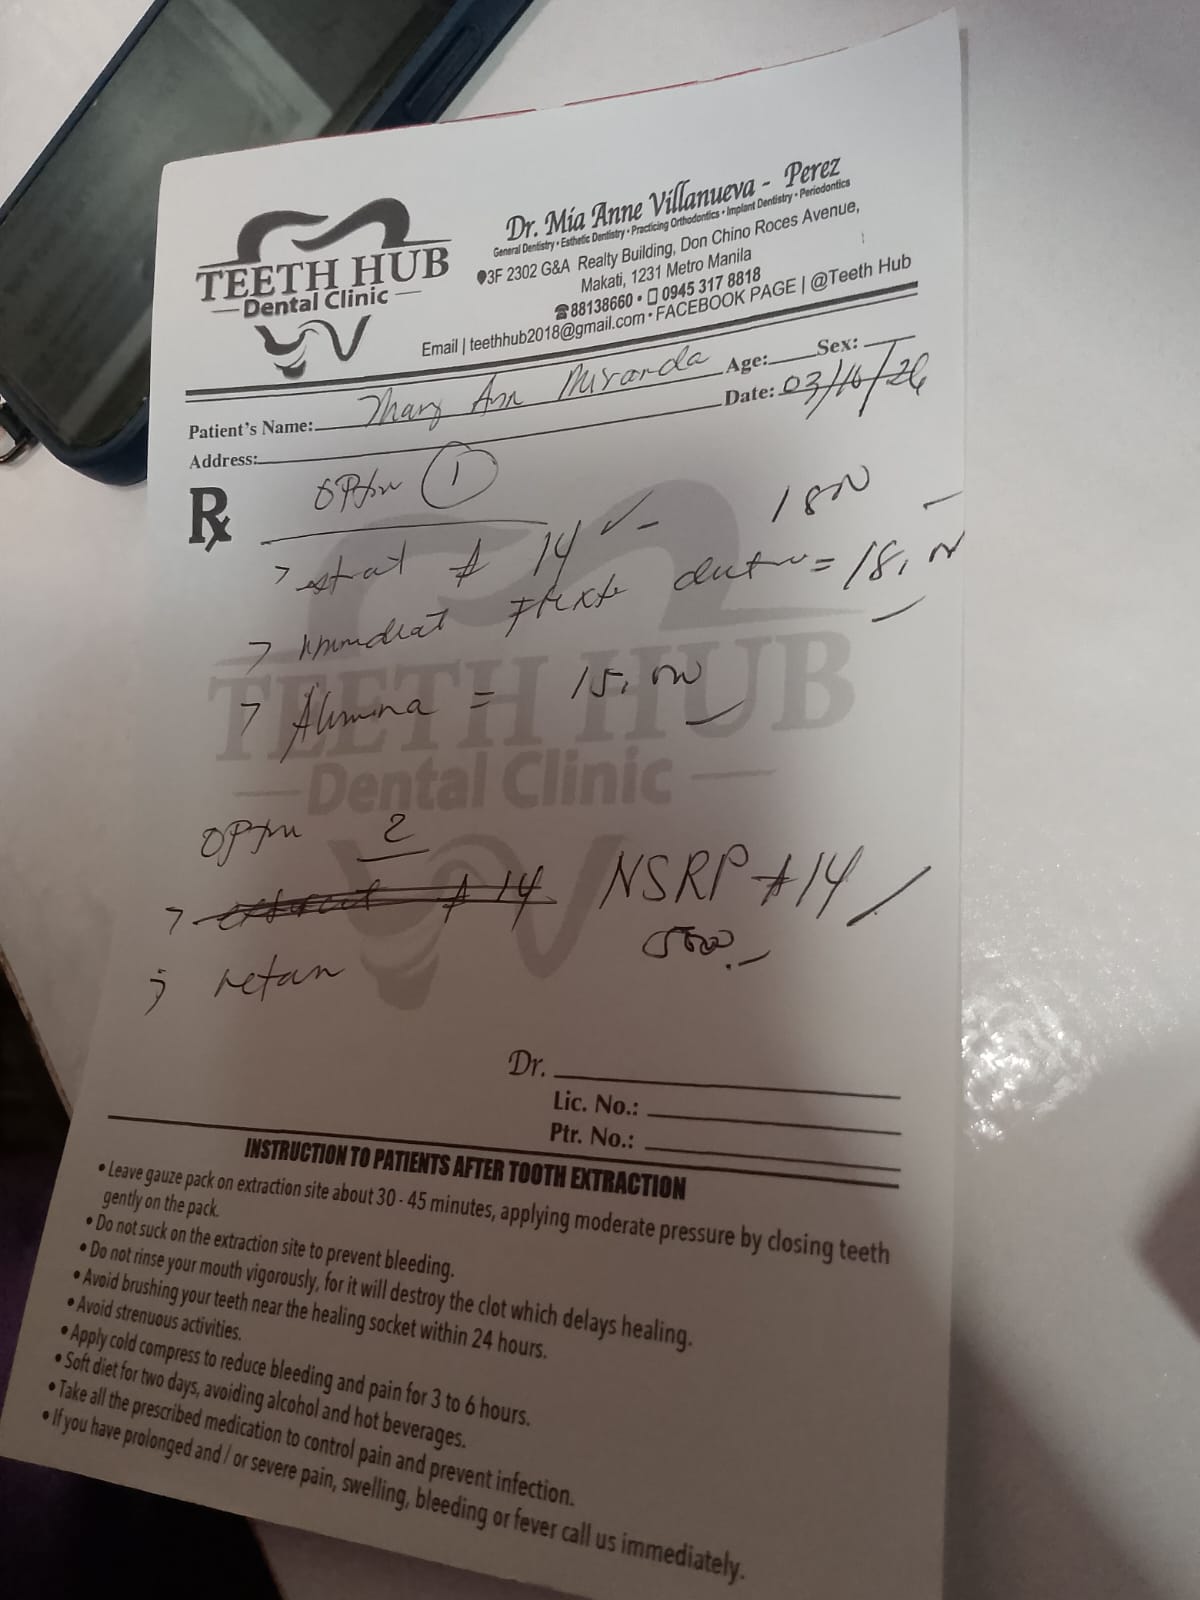 TEETH HUB
Dental Clinic
Dr. Mia Anne Villanueva - Perez
General Dentistry • Esthetic Dentistry • Practicing Orthodontics • Implant Dentistry • Periodontics
3F 2302 G&A Realty Building, Don Chino Roces Avenue,
Makati, 1231 Metro Manila
☎88138660 • 0945 317 8818
Email | teethhub2018@gmail.com • FACEBOOK PAGE | @Teeth Hub
Patient's Name: Mary Ann Miranda Age: Sex:
Address: Date: 03/16/26
Rx
option 1
> extract # 14 ✓ -
> immediate =
> = 15,000
TEETH HUB
Dental Clinic
option 2
> extract # 14 NSRP #14
5000.-
> retain
Dr.
Lic. No.:
Ptr. No.:
INSTRUCTION TO PATIENTS AFTER TOOTH EXTRACTION
• Leave gauze pack on extraction site about 30 - 45 minutes, applying moderate pressure by closing teeth
gently on the pack.
• Do not suck on the extraction site to prevent bleeding.
• Do not rinse your mouth vigorously, for it will destroy the clot which delays healing.
• Avoid brushing your teeth near the healing socket within 24 hours.
• Avoid strenuous activities.
• Apply cold compress to reduce bleeding and pain for 3 to 6 hours.
• Soft diet for two days, avoiding alcohol and hot beverages.
• Take all the prescribed medication to control pain and prevent infection.
• If you have prolonged and / or severe pain, swelling, bleeding or fever call us immediately.